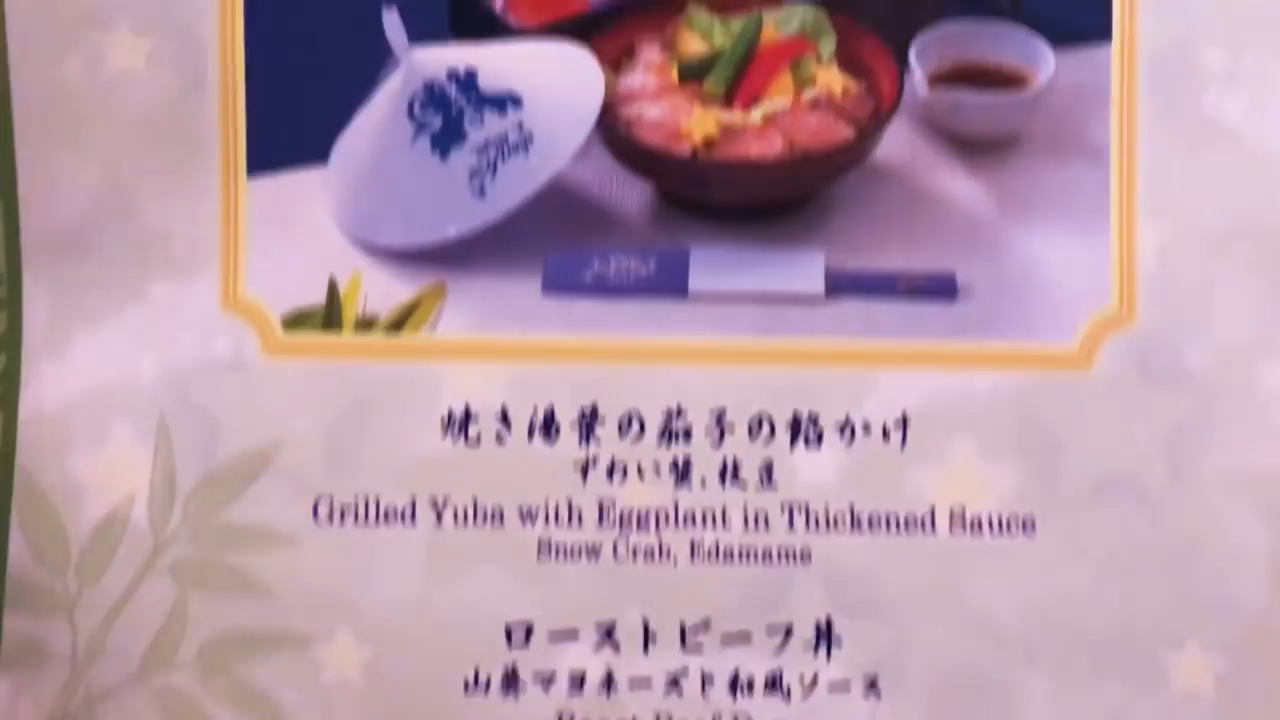 焼き湯葉の茄子の餡かけ
ずわい蟹、枝豆
Grilled Yuba with Eggplant in Thickened Sauce
Snow Crab, Edamame
ローストビーフ丼
山葵マヨネーズと和風ソース
Roast Beef